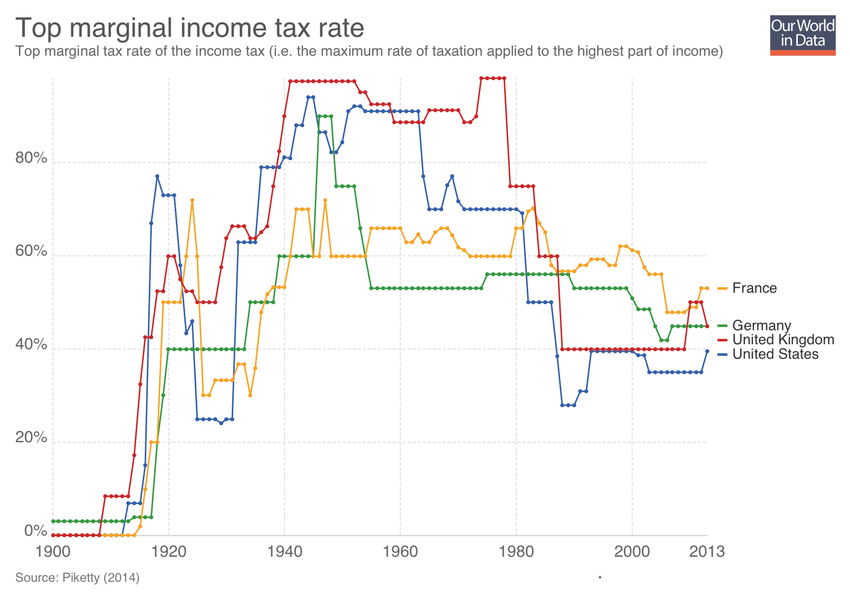 Top marginal income tax rate
Top marginal tax rate of the income tax (i.e. the maximum rate of taxation applied to the highest part of income)
Our World
in Data
80%
60%
40%
20%
0%
1900 1920 1940 1960 1980 2000 2013
France
Germany
United Kingdom
United States
Source: Piketty (2014)